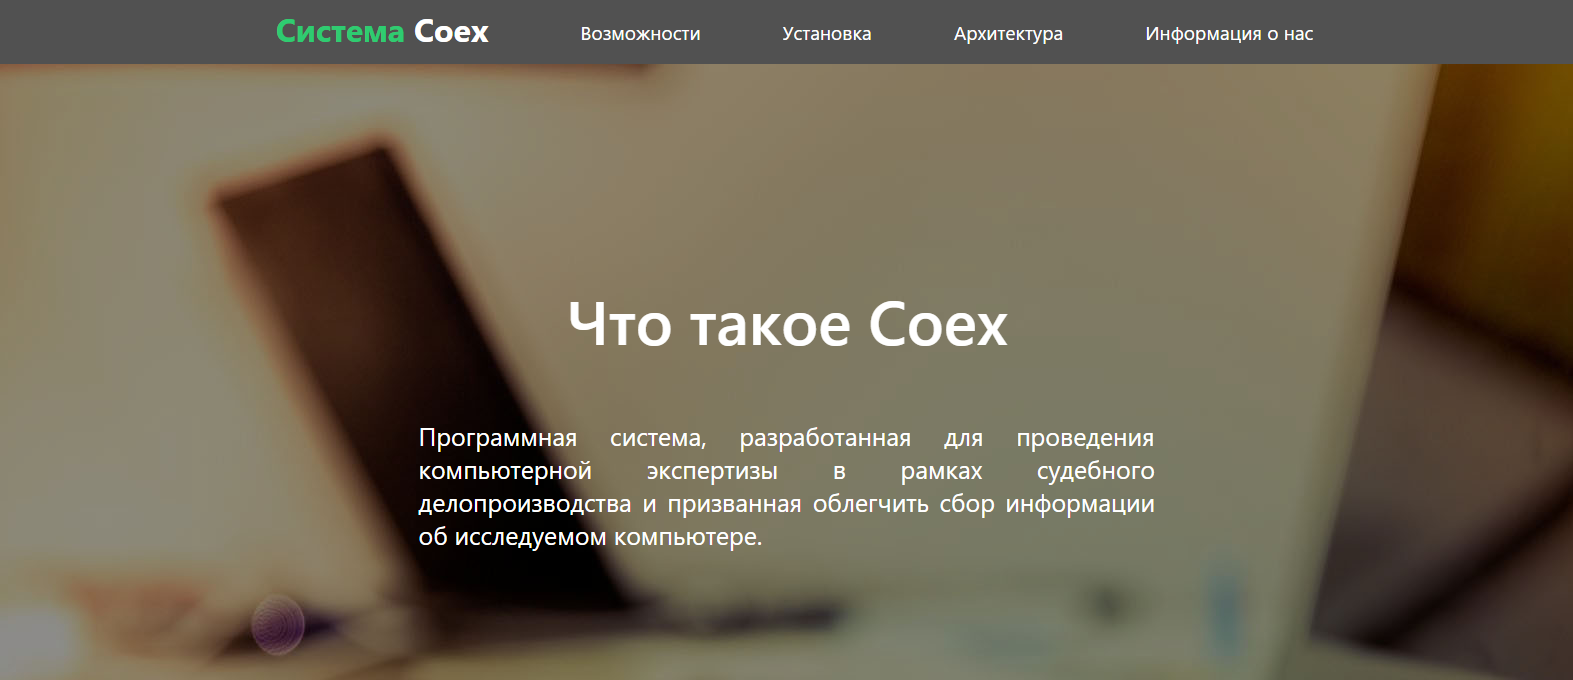 Система Coex Возможности Установка Архитектура Информация о нас
Что такое Coex
Программная система, разработанная для проведения
компьютерной экспертизы в рамках судебного
делопроизводства и призванная облегчить сбор информации
об исследуемом компьютере.